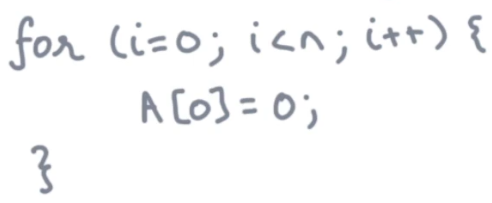 for (i=0; i<n; i++) {
A[0]=0;
}